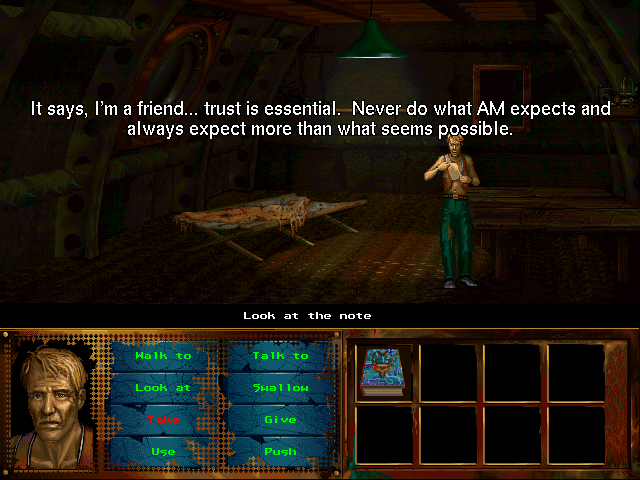 It says, I'm a friend... trust is essential.  Never do what AM expects and
always expect more than what seems possible.
Look at the note
Walk to
Talk to
Look at
Swallow
Take
Give
Use
Push